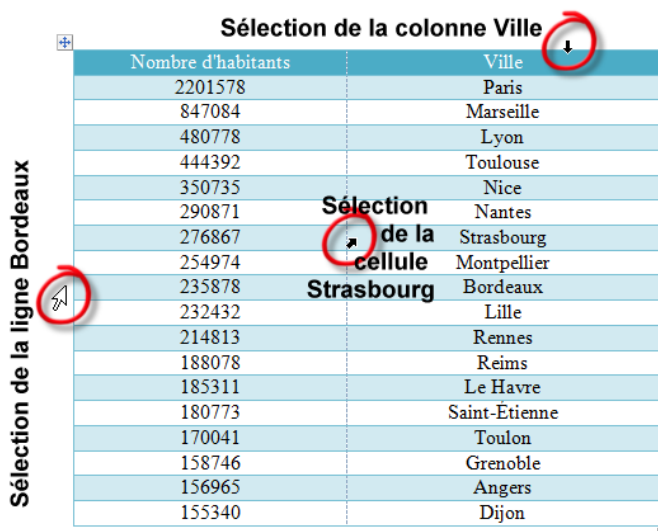 Sélection de la colonne Ville
Nombre d'habitants Ville
2201578 Paris
847084 Marseille
480778 Lyon
444392 Toulouse
350735 Nice
290871 Nantes
276867 Strasbourg
254974 Montpellier
235878 Bordeaux
232432 Lille
214813 Rennes
188078 Reims
185311 Le Havre
180773 Saint-Étienne
170041 Toulon
158746 Grenoble
156965 Angers
155340 Dijon
Sélection
de la
cellule
Strasbourg
Sélection de la ligne Bordeaux